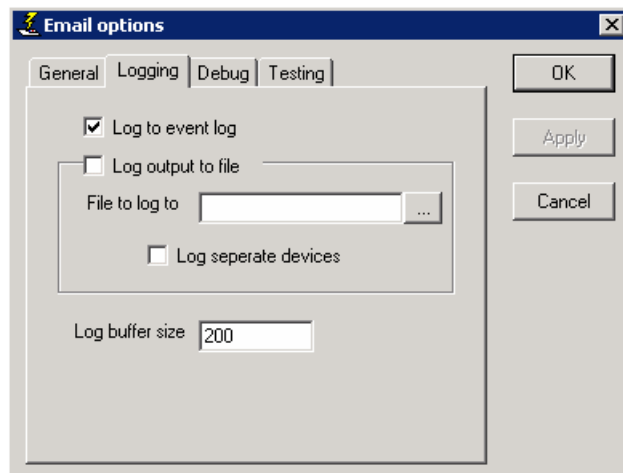 Email options
General Logging Debug Testing
OK
Log to event log
Apply
Log output to file
File to log to ...
Cancel
Log seperate devices
Log buffer size 200